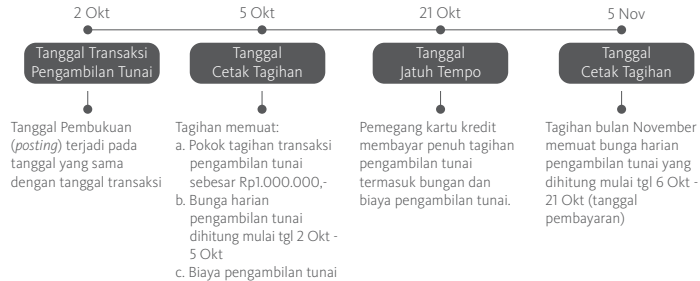 2 Okt
Tanggal Transaksi
Pengambilan Tunai
Tanggal Pembukuan
(posting) terjadi pada
tanggal yang sama
dengan tanggal transaksi
5 Okt
Tanggal
Cetak Tagihan
Tagihan memuat:
a. Pokok tagihan transaksi
pengambilan tunai
sebesar Rp1.000.000,-
b. Bunga harian
pengambilan tunai
dihitung mulai tgl 2 Okt -
5 Okt
c. Biaya pengambilan tunai
21 Okt
Tanggal
Jatuh Tempo
Pemegang kartu kredit
membayar penuh tagihan
pengambilan tunai
termasuk bungan dan
biaya pengambilan tunai.
5 Nov
Tanggal
Cetak Tagihan
Tagihan bulan November
memuat bunga harian
pengambilan tunai yang
dihitung mulai tgl 6 Okt -
21 Okt (tanggal
pembayaran)